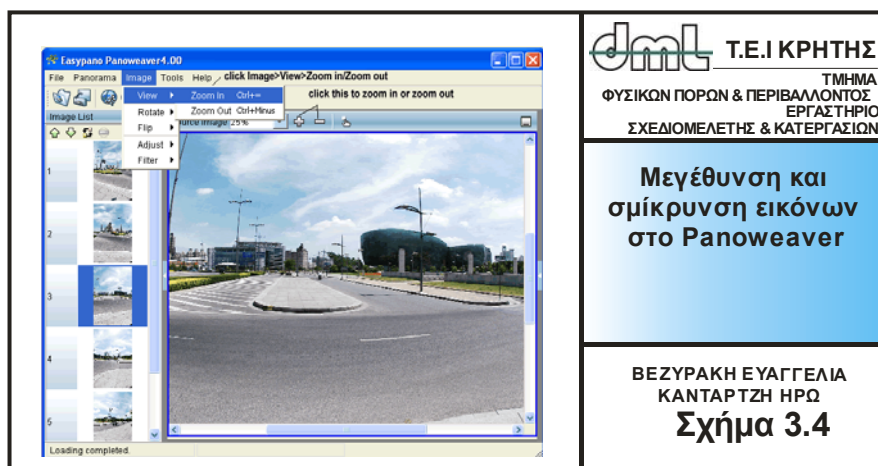 Easypano Panoweaver4.00
File Panorama Image Tools Help
click Image>View>Zoom in/Zoom out
View Zoom In Ctrl+=
click this to zoom in or zoom out
Rotate Zoom Out Ctrl+Minus
Image List
ource Image 25%
Flip
Adjust
Filter
1
2
3
4
5
Loading completed.
dml Τ.Ε.Ι ΚΡΗΤΗΣ
ΤΜΗΜΑ
ΦΥΣΙΚΩΝ ΠΟΡΩΝ & ΠΕΡΙΒΑΛΛΟΝΤΟΣ
ΕΡΓΑΣΤΗΡΙΟ
ΣΧΕΔΙΟΜΕΛΕΤΗΣ & ΚΑΤΕΡΓΑΣΙΩΝ
Μεγέθυνση και
σμίκρυνση εικόνων
στο Panoweaver
ΒΕΖΥΡΑΚΗ ΕΥΑΓΓΕΛΙΑ
ΚΑΝΤΑΡΤΖΗ ΗΡΩ
Σχήμα 3.4